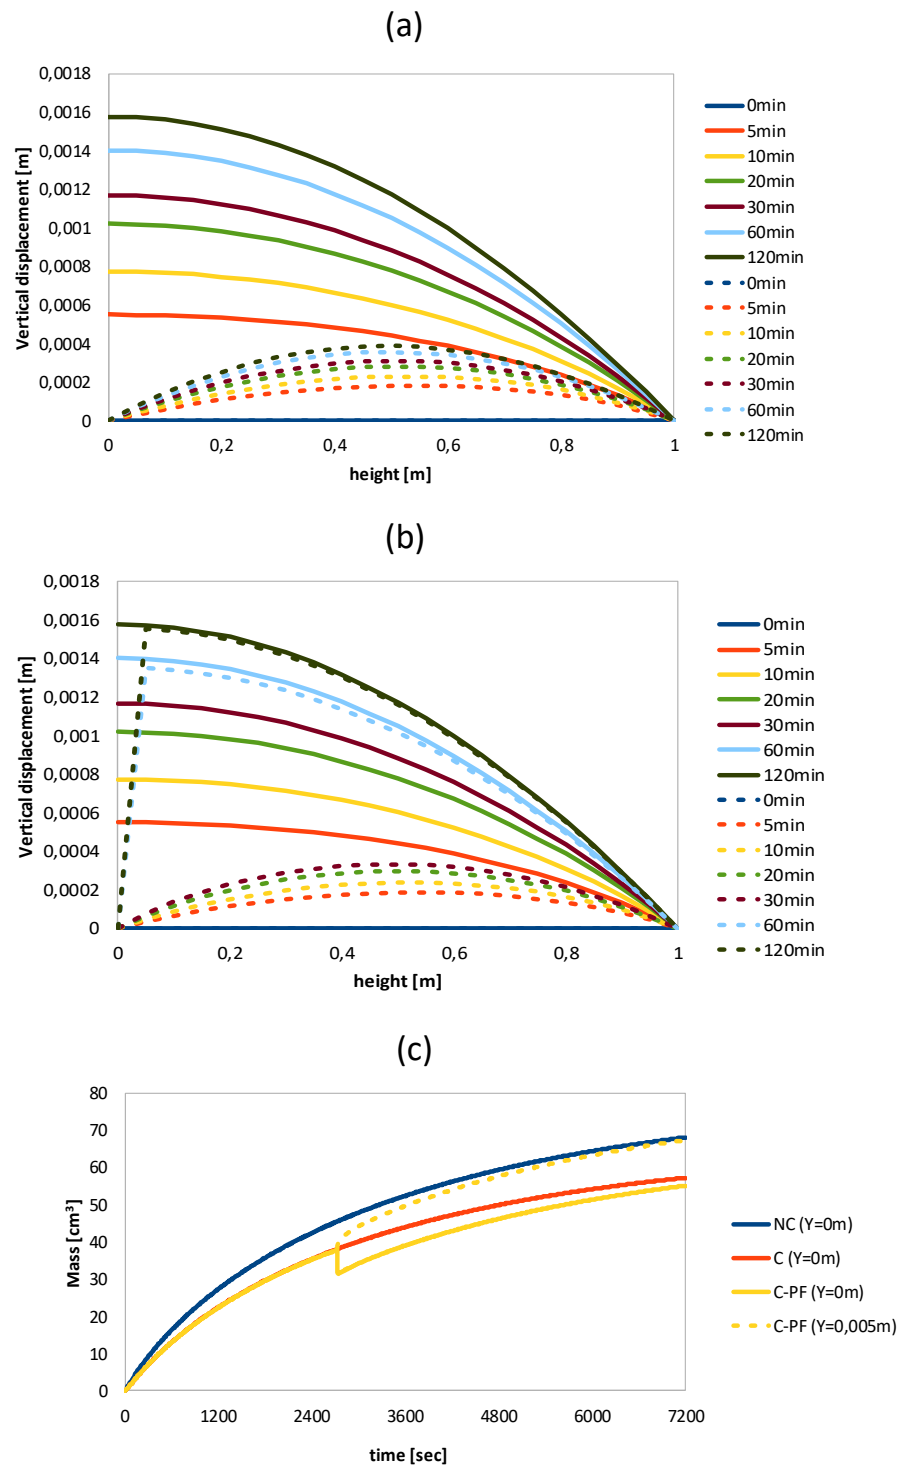 (a)
Vertical displacement [m]
0,0018
0,0016
0,0014
0,0012
0,001
0,0008
0,0006
0,0004
0,0002
0
0 0,2 0,4 0,6 0,8 1
height [m]
0min
5min
10min
20min
30min
60min
120min
0min
5min
10min
20min
30min
60min
120min
(b)
Vertical displacement [m]
0,0018
0,0016
0,0014
0,0012
0,001
0,0008
0,0006
0,0004
0,0002
0
0 0,2 0,4 0,6 0,8 1
height [m]
0min
5min
10min
20min
30min
60min
120min
0min
5min
10min
20min
30min
60min
120min
(c)
Mass [cm³]
80
70
60
50
40
30
20
10
0
0 1200 2400 3600 4800 6000 7200
time [sec]
NC (Y=0m)
C (Y=0m)
C-PF (Y=0m)
C-PF (Y=0,005m)